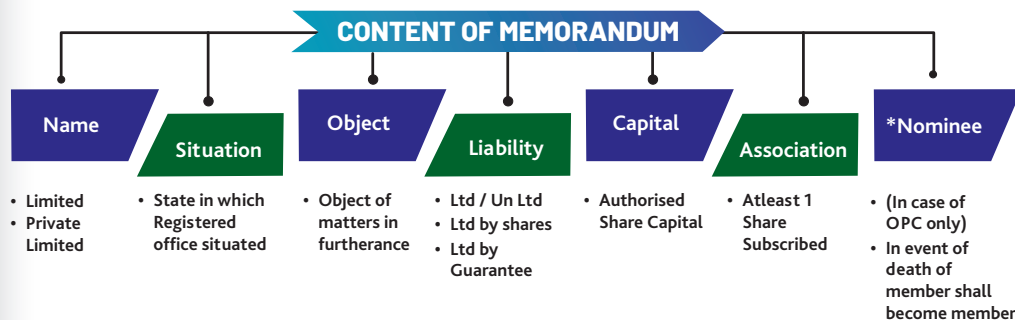 CONTENT OF MEMORANDUM
Name
• Limited
• Private
Limited
Situation
• State in which
Registered
office situated
Object
• Object of
matters in
furtherance
Liability
• Ltd / Un Ltd
• Ltd by shares
• Ltd by
Guarantee
Capital
• Authorised
Share Capital
Association
• Atleast 1
Share
Subscribed
*Nominee
• (In case of
OPC only)
• In event of
death of
member shall
become member